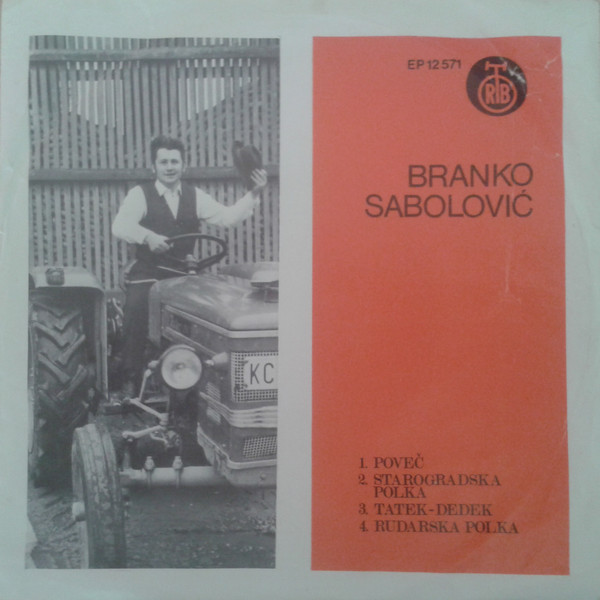 EP 12 571
RTB
BRANKO
SABOLOVIĆ
KC
1. POVEČ
2. STAROGRADSKA
POLKA
3. TATEK-DEDEK
4. RUDARSKA POLKA